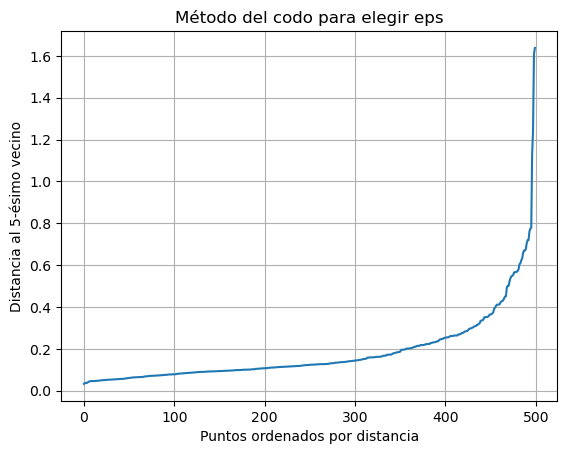 Método del codo para elegir eps
1.6
1.4
1.2
1.0
0.8
0.6
0.4
0.2
0.0
Distancia al 5-ésimo vecino
0 100 200 300 400 500
Puntos ordenados por distancia